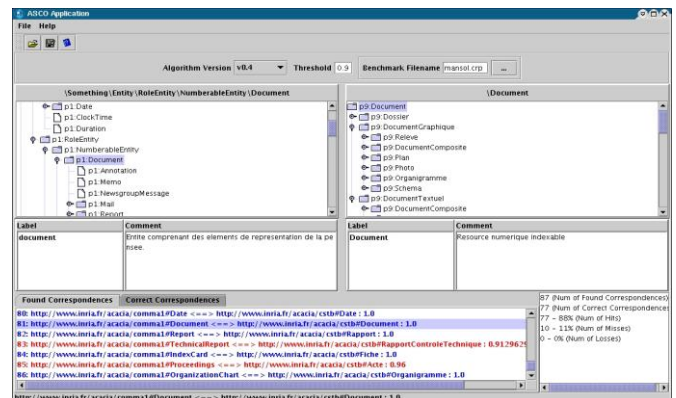 ASCO Application
File Help
Algorithm Version v0.4 Threshold 0.9 Benchmark Filename mansol.crp ...
\Something\Entity\RoleEntity\NumberableEntity\Document
p1:Date
p1:ClockTime
p1:Duration
p1:RoleEntity
p1:NumberableEntity
p1:Document
p1:Annotation
p1:Memo
p1:NewsgroupMessage
p1:Mail
p1:Report
\Document
p9:Document
p9:Dossier
p9:DocumentGraphique
p9:Releve
p9:DocumentComposite
p9:Plan
p9:Photo
p9:Organigramme
p9:Schema
p9:DocumentTextuel
p9:DocumentComposite
Label Comment
document Entite comprenant des elements de representation de la pe
nsee.
Label Comment
Document Resource numerique indexable
Found Correspondences Correct Correspondences
80: http://www.inria.fr/acacia/comma1#Date <==> http://www.inria.fr/acacia/cstb#Date : 1.0
81: http://www.inria.fr/acacia/comma1#Document <==> http://www.inria.fr/acacia/cstb#Document : 1.0
82: http://www.inria.fr/acacia/comma1#Report <==> http://www.inria.fr/acacia/cstb#Rapport : 1.0
83: http://www.inria.fr/acacia/comma1#TechnicalReport <==> http://www.inria.fr/acacia/cstb#RapportControleTechnique : 0.9129629
84: http://www.inria.fr/acacia/comma1#IndexCard <==> http://www.inria.fr/acacia/cstb#Fiche : 1.0
85: http://www.inria.fr/acacia/comma1#Proceedings <==> http://www.inria.fr/acacia/cstb#Acte : 0.96
86: http://www.inria.fr/acacia/comma1#OrganizationChart <==> http://www.inria.fr/acacia/cstb#Organigramme : 1.0
87 (Num of Found Correspondences)
77 (Num of Correct Correspondences
77 - 88% (Num of Hits)
10 - 11% (Num of Misses)
0 - 0% (Num of Losses)
http://www.inria.fr/acacia/comma1#Document <==> http://www.inria.fr/acacia/cstb#Document : 1.0